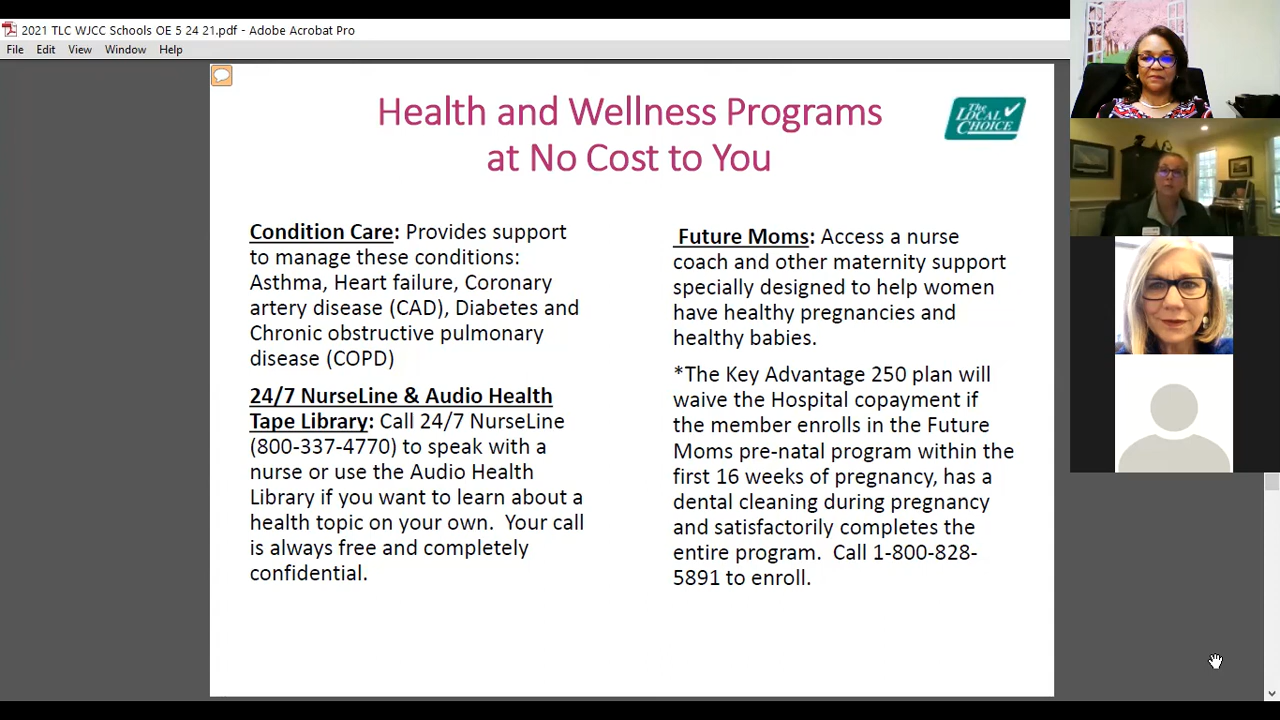 2021 TLC WJCC Schools OE 5 24 21.pdf - Adobe Acrobat Pro
File Edit View Window Help
Health and Wellness Programs
at No Cost to You
The
LOCAL
CHOICE
Condition Care: Provides support
to manage these conditions:
Asthma, Heart failure, Coronary
artery disease (CAD), Diabetes and
Chronic obstructive pulmonary
disease (COPD)
24/7 NurseLine & Audio Health
Tape Library: Call 24/7 NurseLine
(800-337-4770) to speak with a
nurse or use the Audio Health
Library if you want to learn about a
health topic on your own. Your call
is always free and completely
confidential.
Future Moms: Access a nurse
coach and other maternity support
specially designed to help women
have healthy pregnancies and
healthy babies.
*The Key Advantage 250 plan will
waive the Hospital copayment if
the member enrolls in the Future
Moms pre-natal program within the
first 16 weeks of pregnancy, has a
dental cleaning during pregnancy
and satisfactorily completes the
entire program. Call 1-800-828-
5891 to enroll.